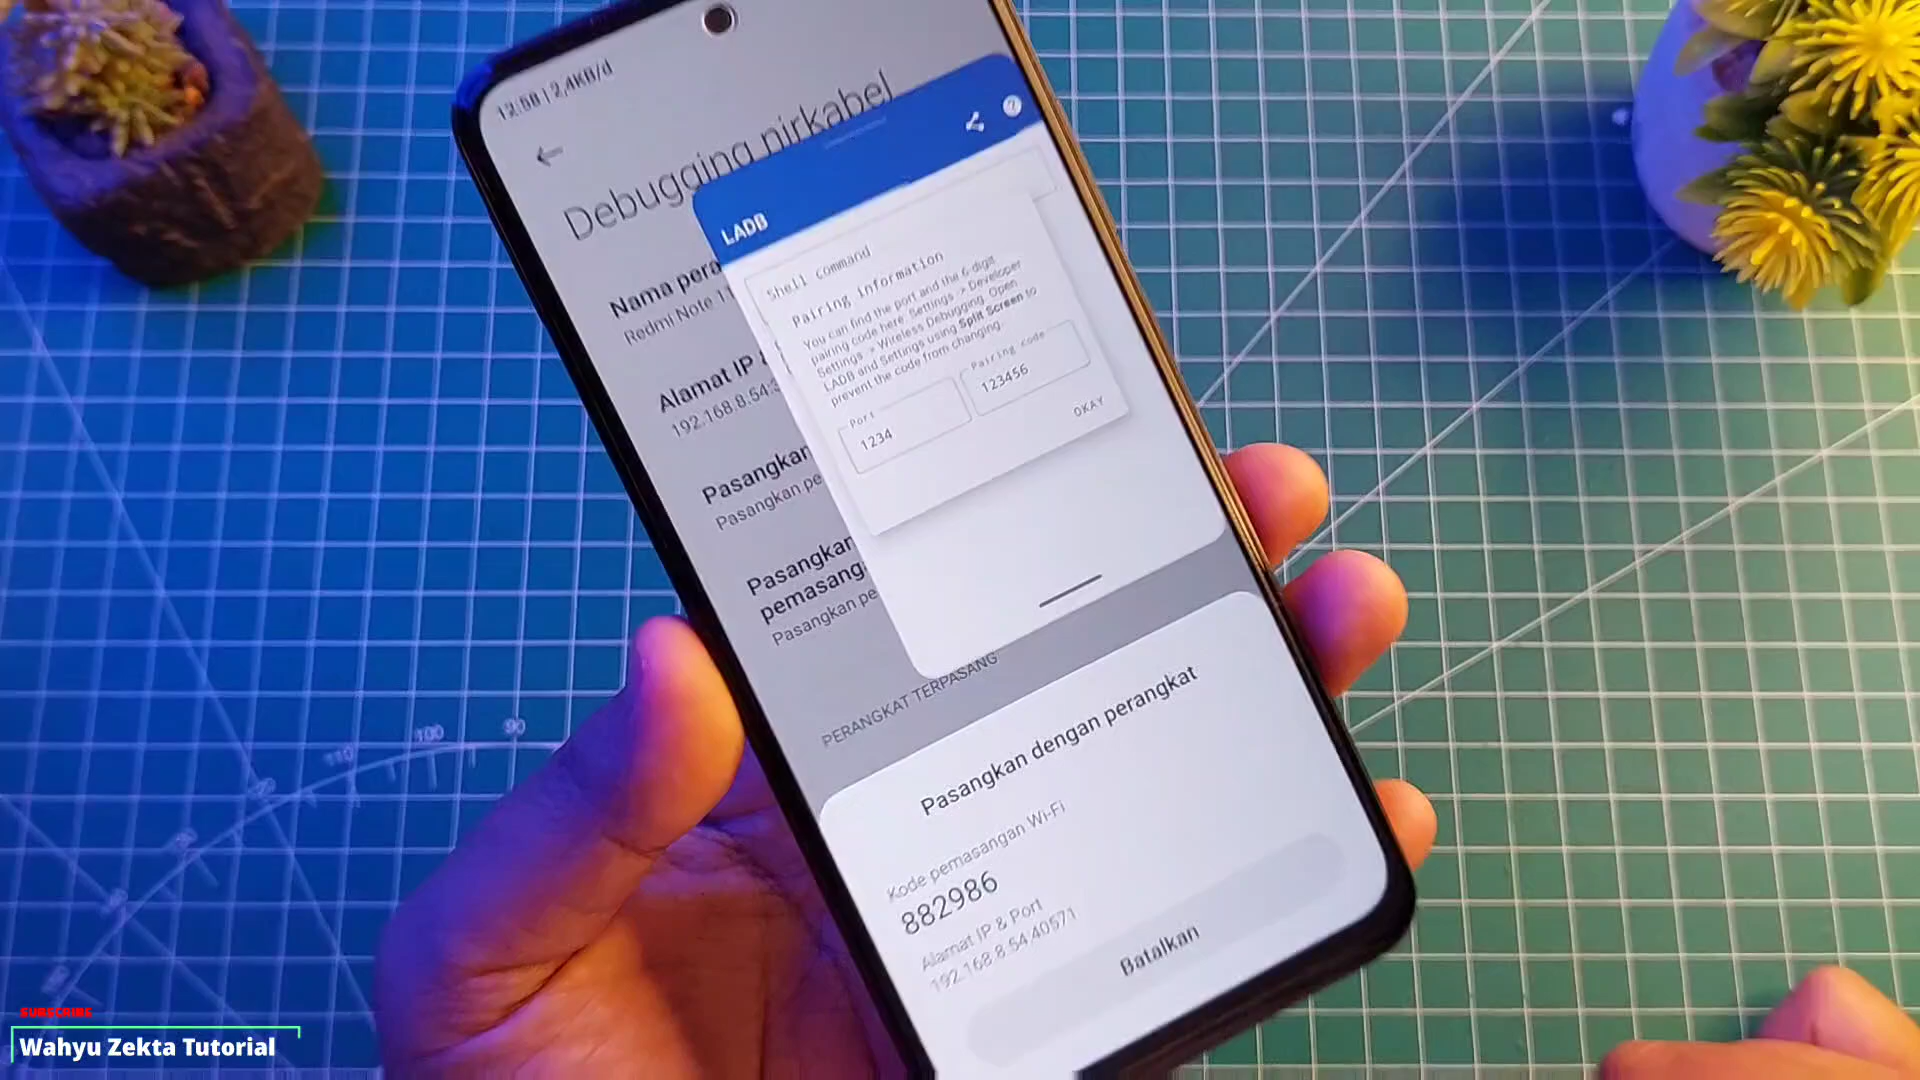 12:58 | 2,4KB/d
Debugging nirkabel
LADB
Shell Command
Pairing information
You can find the port and the 6-digit
pairing code here: Settings > Developer
Settings > Wireless Debugging. Open
LADB and Settings using Split Screen to
prevent the code from changing.
Port
1234
Pairing code
123456
OKAY
Nama pera
Redmi Note 1
Alamat IP &
192.168.8.54:
Pasangkan
Pasangkan pe
Pasangkan
pemasanga
Pasangkan pe
PERANGKAT TERPASANG
Pasangkan dengan perangkat
Kode pemasangan Wi-Fi
882986
Alamat IP & Port
192.168.8.54:40571
Batalkan
110
100
90
SUBSCRIBE
Wahyu Zekta Tutorial